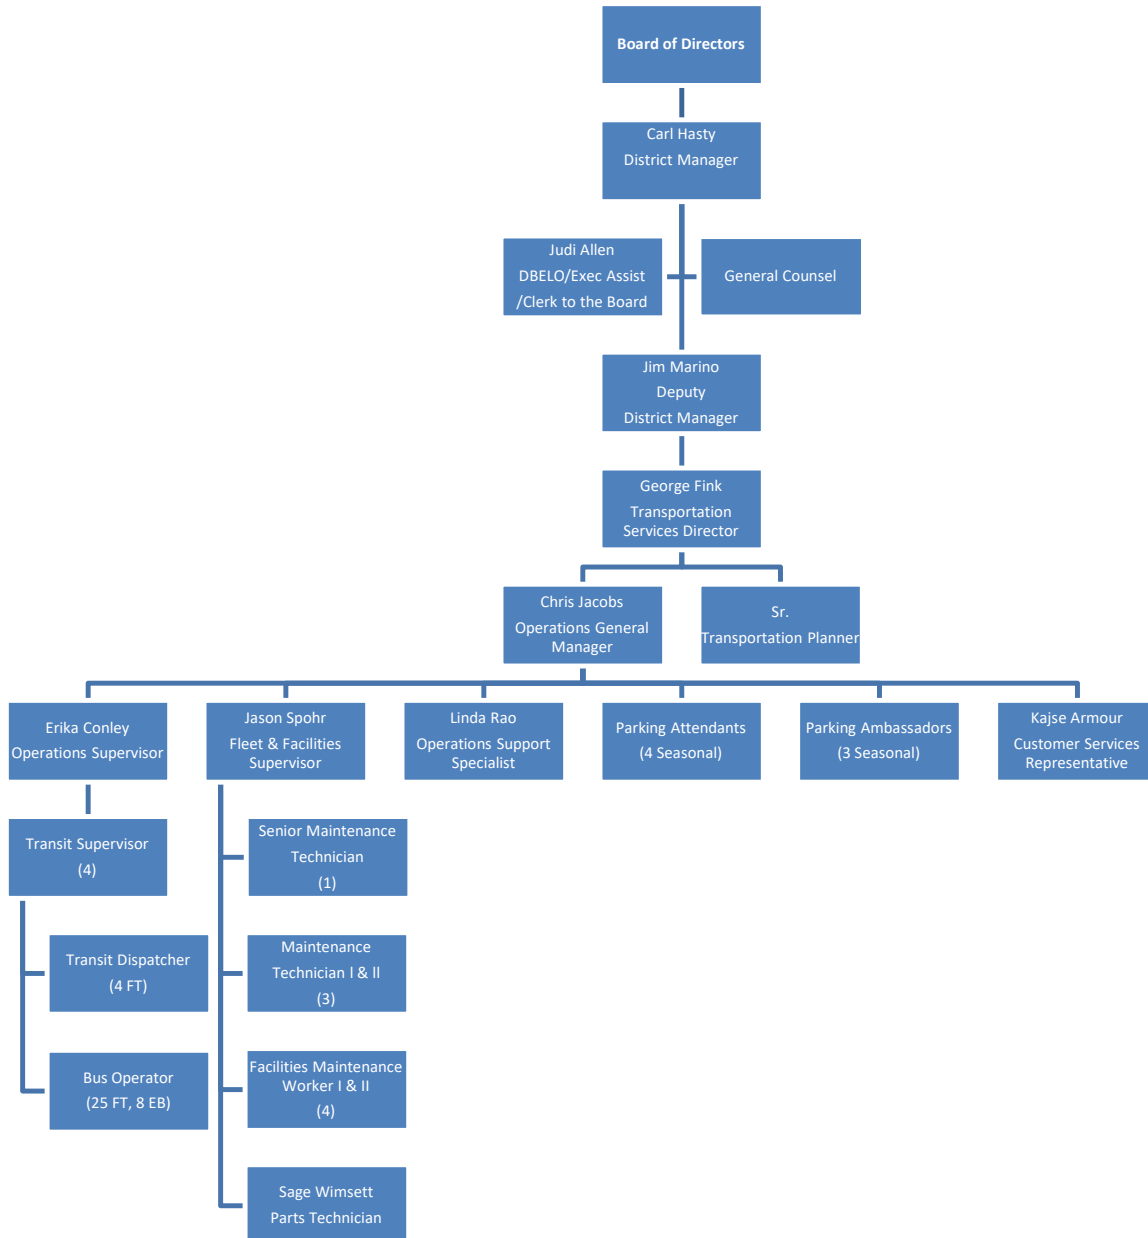 Board of Directors
Carl Hasty
District Manager
Judi Allen
DBELO/Exec Assist
/Clerk to the Board
General Counsel
Jim Marino
Deputy
District Manager
George Fink
Transportation
Services Director
Chris Jacobs
Operations General
Manager
Sr.
Transportation Planner
Erika Conley
Operations Supervisor
Jason Spohr
Fleet & Facilities
Supervisor
Linda Rao
Operations Support
Specialist
Parking Attendants
(4 Seasonal)
Parking Ambassadors
(3 Seasonal)
Kajse Armour
Customer Services
Representative
Transit Supervisor
(4)
Transit Dispatcher
(4 FT)
Bus Operator
(25 FT, 8 EB)
Senior Maintenance
Technician
(1)
Maintenance
Technician I & II
(3)
Facilities Maintenance
Worker I & II
(4)
Sage Wimsett
Parts Technician